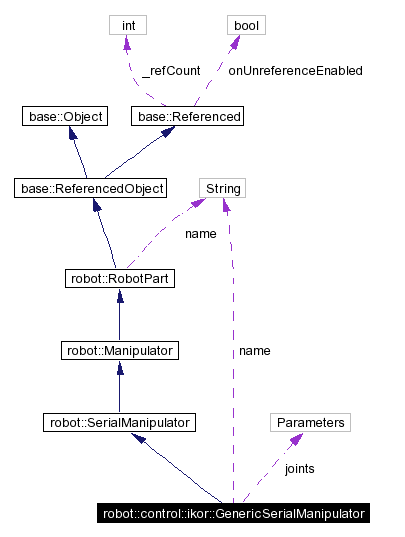 int
bool
_refCount
onUnreferenceEnabled
base::Object
base::Referenced
base::ReferencedObject
String
name
robot::RobotPart
robot::Manipulator
name
robot::SerialManipulator
Parameters
joints
robot::control::ikor::GenericSerialManipulator